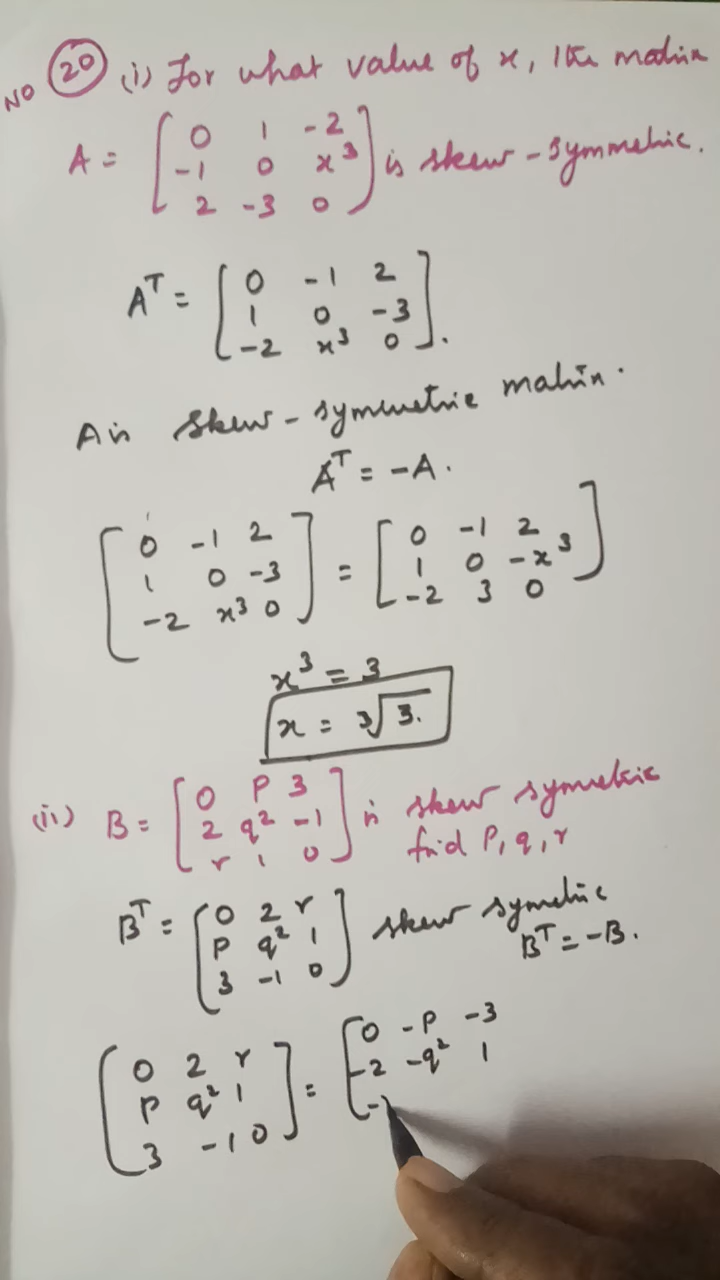 NO 20 (i) For what value of x, the matrix
A = [ 0 1 -2
-1 0 x³
2 -3 0 ] is skew-symmetric.
Aᵀ = [ 0 -1 2
1 0 -3
-2 x³ 0 ].
A is skew-symmetric matrix.
Aᵀ = -A.
[ 0 -1 2
1 0 -3
-2 x³ 0 ] = [ 0 -1 2
1 0 -x³
-2 3 0 ]
x³ = 3
x = ³√3.
(ii) B = [ 0 P 3
2 q² -1
r 1 0 ] is skew symetric
find P, q, r
Bᵀ = [ 0 2 r
P q² 1
3 -1 0 ] skew symetric
Bᵀ = -B.
[ 0 2 r
P q² 1
3 -1 0 ] = [ 0 -P -3
-2 -q² 1
-